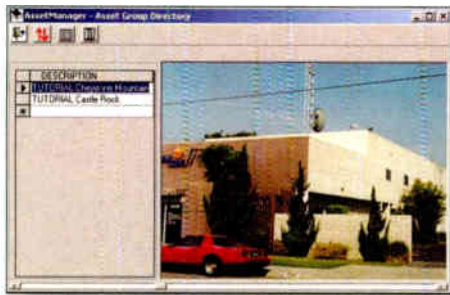 AssetManager - Asset Group Directory
DESCRIPTION
TUTORIAL Cheyenne Mountain
TUTORIAL Castle Rock